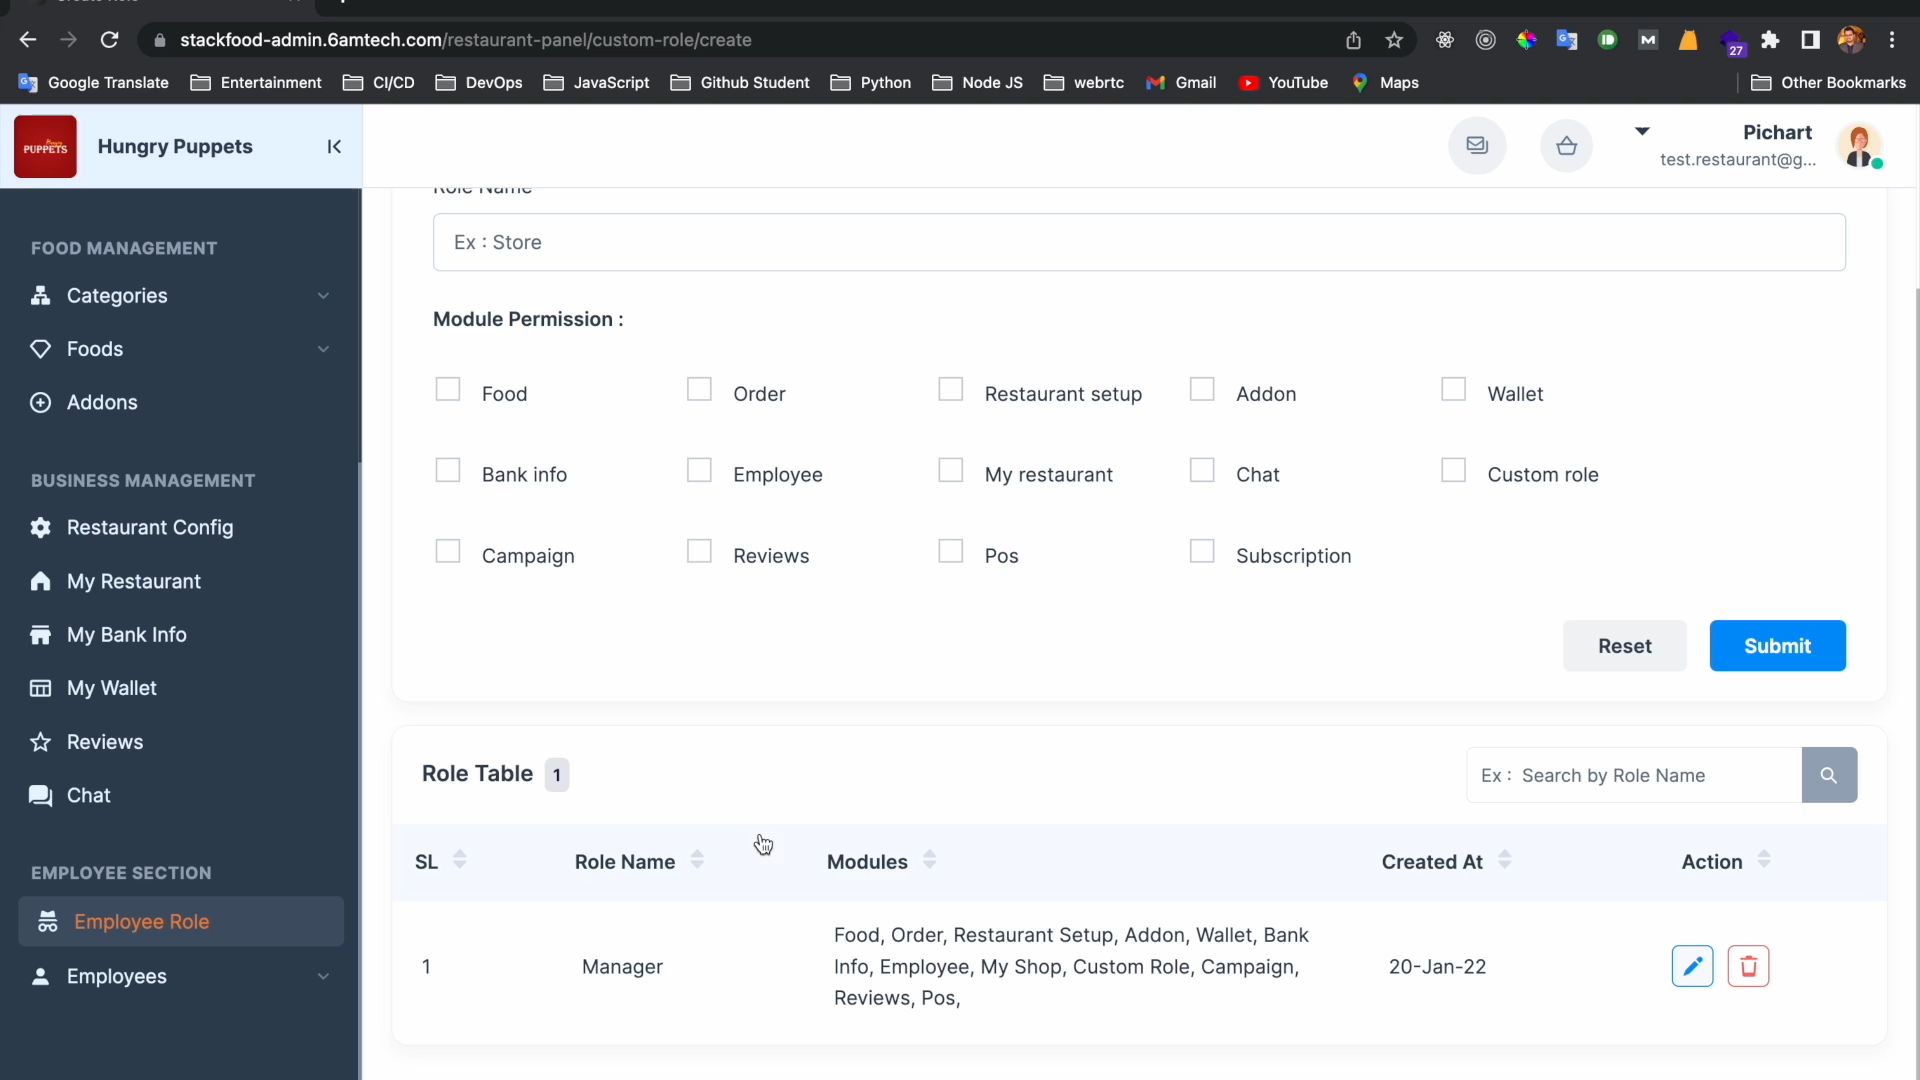 stackfood-admin.6amtech.com/restaurant-panel/custom-role/create
27
Google Translate
Entertainment
CI/CD
DevOps
JavaScript
Github Student
Python
Node JS
webrtc
Gmail
YouTube
Maps
Other Bookmarks
PUPPETS
Hungry Puppets
Pichart
test.restaurant@g...
FOOD MANAGEMENT
Categories
Foods
Addons
BUSINESS MANAGEMENT
Restaurant Config
My Restaurant
My Bank Info
My Wallet
Reviews
Chat
EMPLOYEE SECTION
Employee Role
Employees
Role Name
Ex : Store
Module Permission :
Food
Order
Restaurant setup
Addon
Wallet
Bank info
Employee
My restaurant
Chat
Custom role
Campaign
Reviews
Pos
Subscription
Reset
Submit
Role Table 1
Ex : Search by Role Name
SL
Role Name
Modules
Created At
Action
1
Manager
Food, Order, Restaurant Setup, Addon, Wallet, Bank
Info, Employee, My Shop, Custom Role, Campaign,
Reviews, Pos,
20-Jan-22